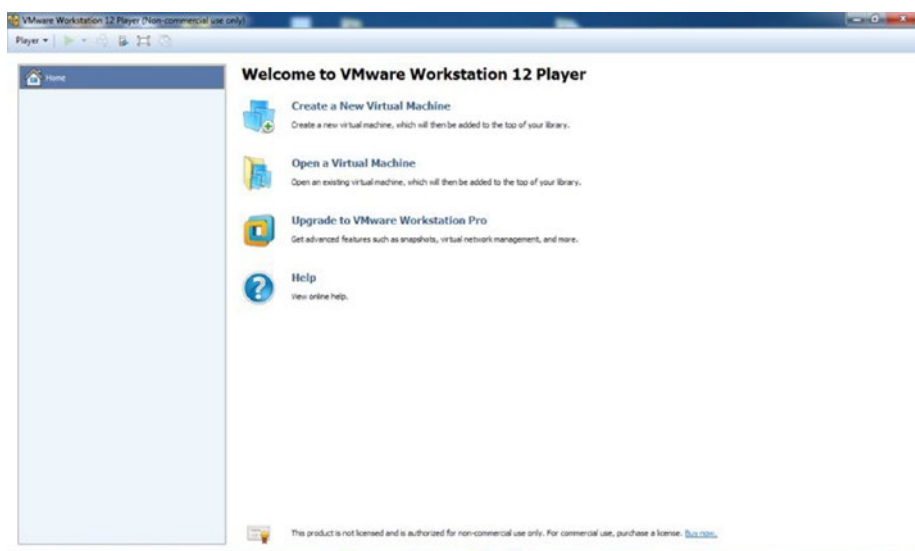 VMware Workstation 12 Player (Non-commercial use only)
Player
Home
Welcome to VMware Workstation 12 Player
Create a New Virtual Machine
Create a new virtual machine, which will then be added to the top of your library.
Open a Virtual Machine
Open an existing virtual machine, which will then be added to the top of your library.
Upgrade to VMware Workstation Pro
Get advanced features such as snapshots, virtual network management, and more.
Help
View online help.
This product is not licensed and is authorized for non-commercial use only. For commercial use, purchase a license. Buy now.